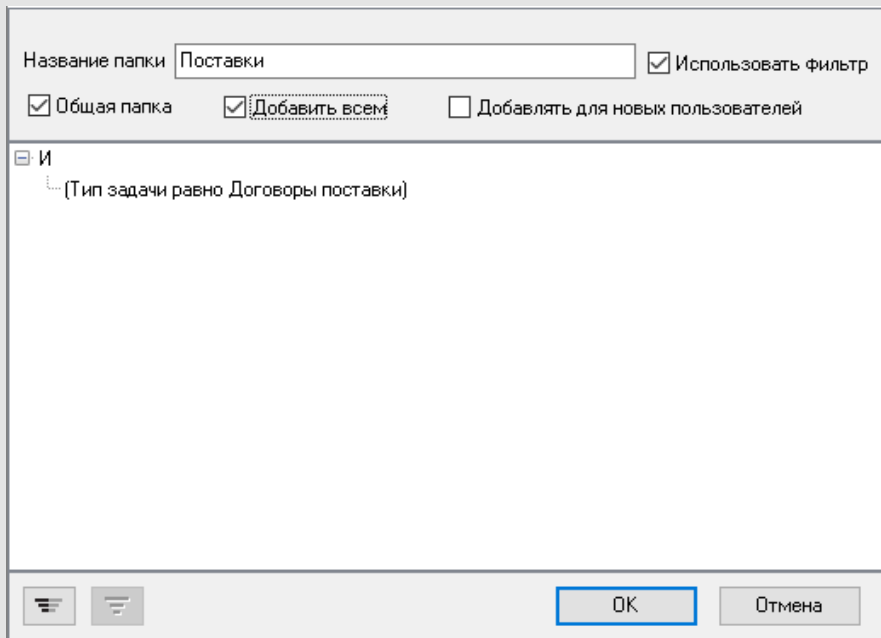 Название папки Поставки Использовать фильтр
Общая папка Добавить всем Добавлять для новых пользователей
И
(Тип задачи равно Договоры поставки)
OK Отмена